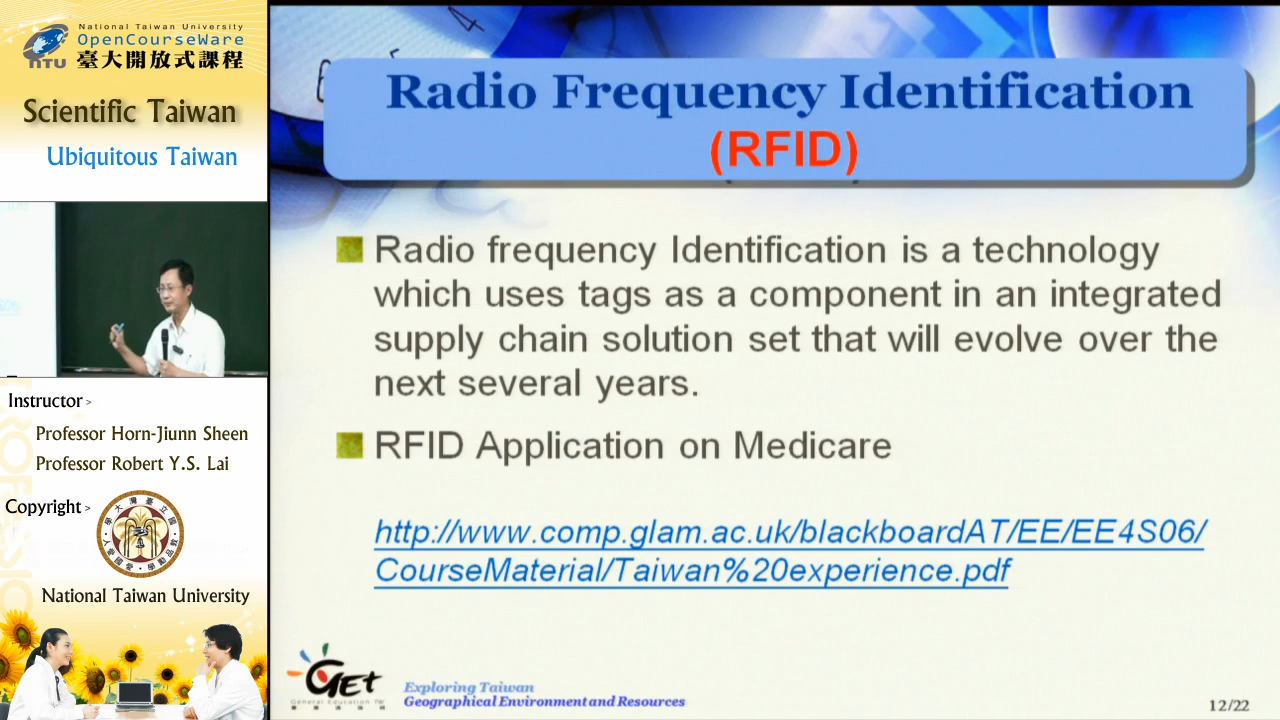 National Taiwan University
OpenCourseWare
NTU
臺大開放式課程
Scientific Taiwan
Ubiquitous Taiwan
Instructor >
Professor Horn-Jiunn Sheen
Professor Robert Y.S. Lai
Copyright >
National Taiwan University
Radio Frequency Identification
(RFID)
Radio frequency Identification is a technology
which uses tags as a component in an integrated
supply chain solution set that will evolve over the
next several years.
RFID Application on Medicare
http://www.comp.glam.ac.uk/blackboardAT/EE/EE4S06/
CourseMaterial/Taiwan%20experience.pdf
GET
General Education TW
Exploring Taiwan
Geographical Environment and Resources
12/22